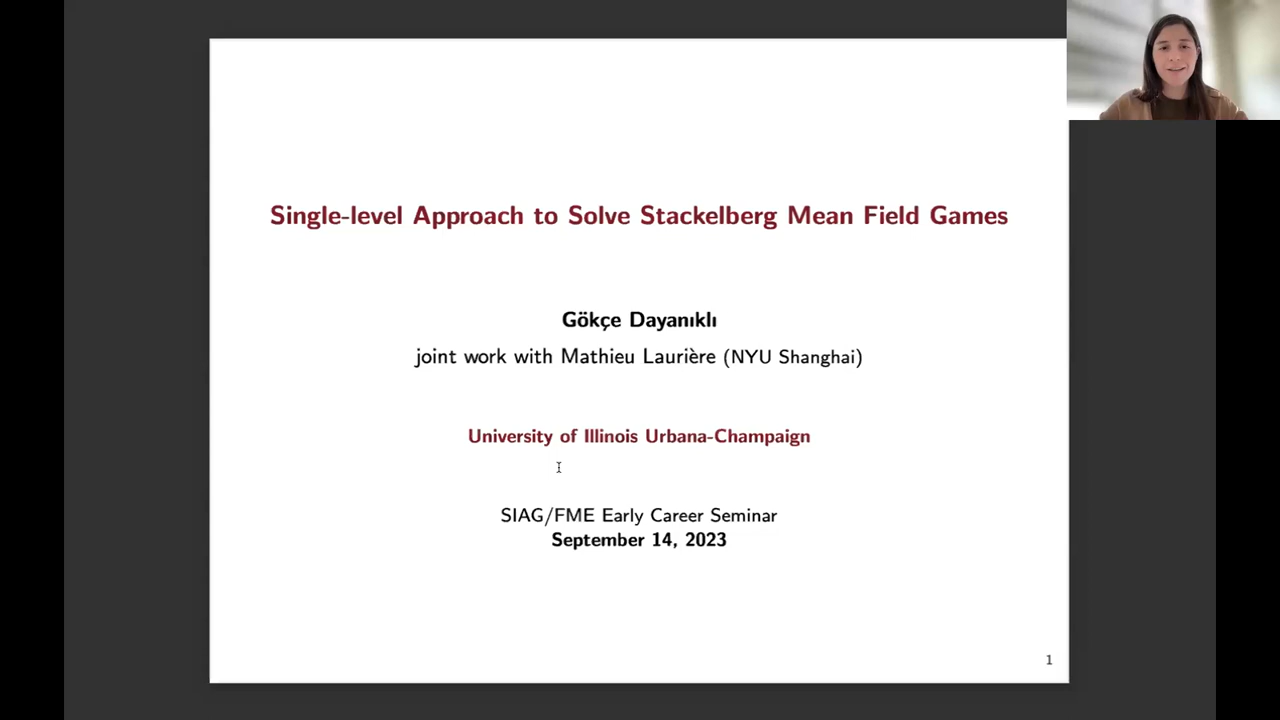 Single-level Approach to Solve Stackelberg Mean Field Games
Gökçe Dayanıklı
joint work with Mathieu Laurière (NYU Shanghai)
University of Illinois Urbana-Champaign
SIAG/FME Early Career Seminar
September 14, 2023
1